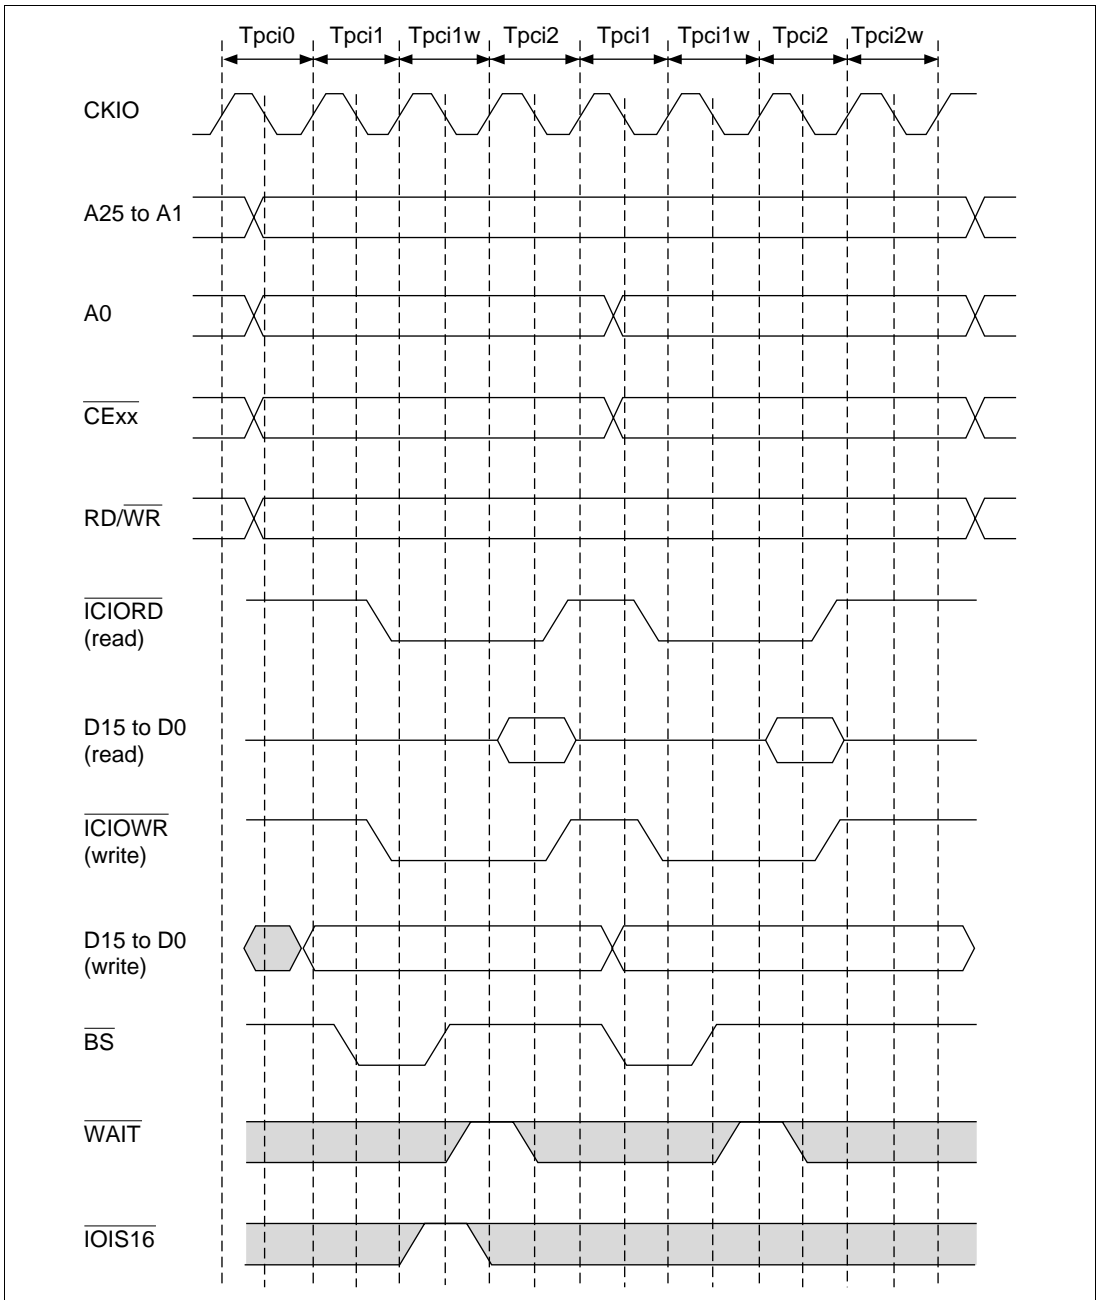 Tpci0 Tpci1 Tpci1w Tpci2 Tpci1 Tpci1w Tpci2 Tpci2w
CKIO
A25 to A1
A0
CExx
RD/WR
ICIORD
(read)
D15 to D0
(read)
ICIOWR
(write)
D15 to D0
(write)
BS
WAIT
IOIS16